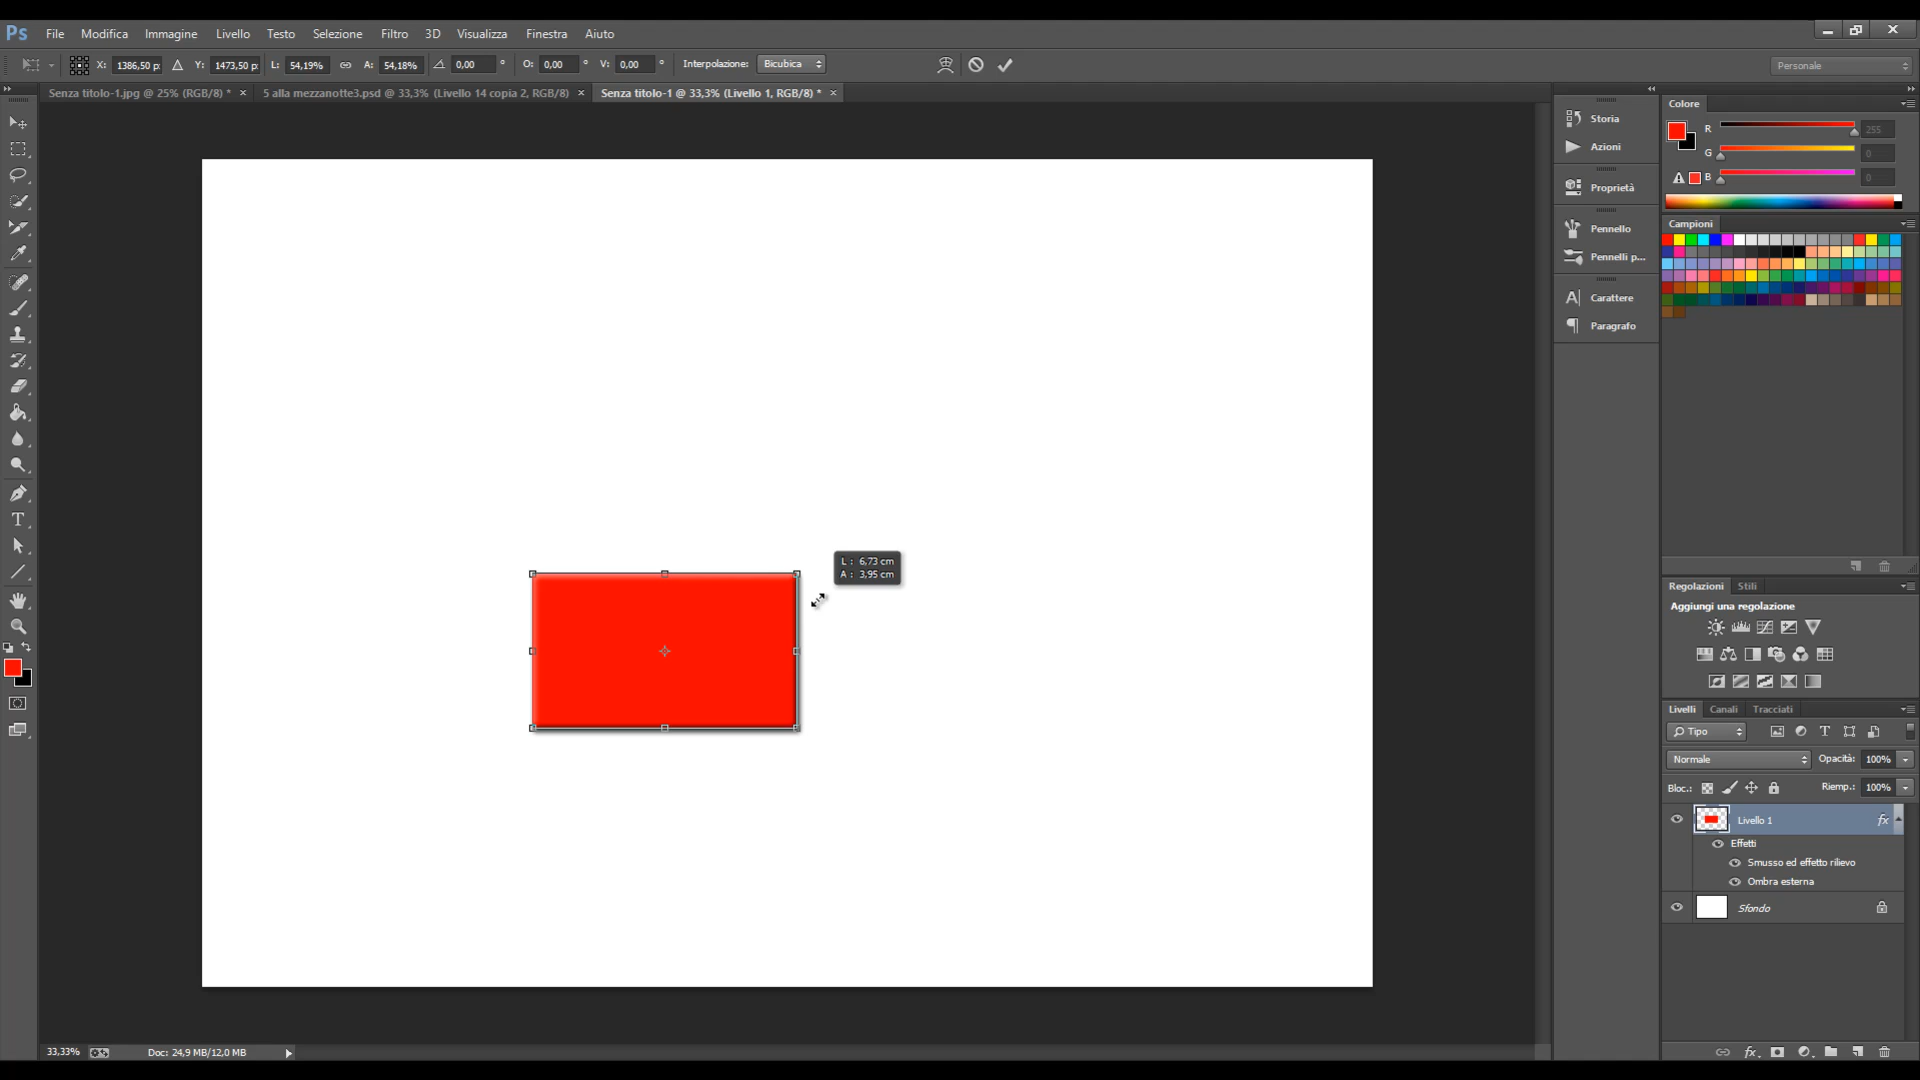 Ps File Modifica Immagine Livello Testo Selezione Filtro 3D Visualizza Finestra Aiuto
X: 1386,50 p Y: 1473,50 p L: 54,19% A: 54,18% 0,00 ° O: 0,00 ° V: 0,00 ° Interpolazione: Bicubica Personale
Senza titolo-1.jpg @ 25% (RGB/8) * × 5 alla mezzanotte3.psd @ 33,3% (Livello 14 copia 2, RGB/8) × Senza titolo-1 @ 33,3% (Livello 1, RGB/8) * ×
Storia
Azioni
Proprietà
Pennello
Pennelli p...
Carattere
Paragrafo
Colore
R 255
G 0
B 0
Campioni
L : 6,73 cm
A : 3,95 cm
Regolazioni Stili
Aggiungi una regolazione
Livelli Canali Tracciati
Tipo
Normale Opacità: 100%
Bloc.: Riemp.: 100%
Livello 1 fx
Effetti
Smusso ed effetto rilievo
Ombra esterna
Sfondo
33,33% Doc: 24,9 MB/12,0 MB